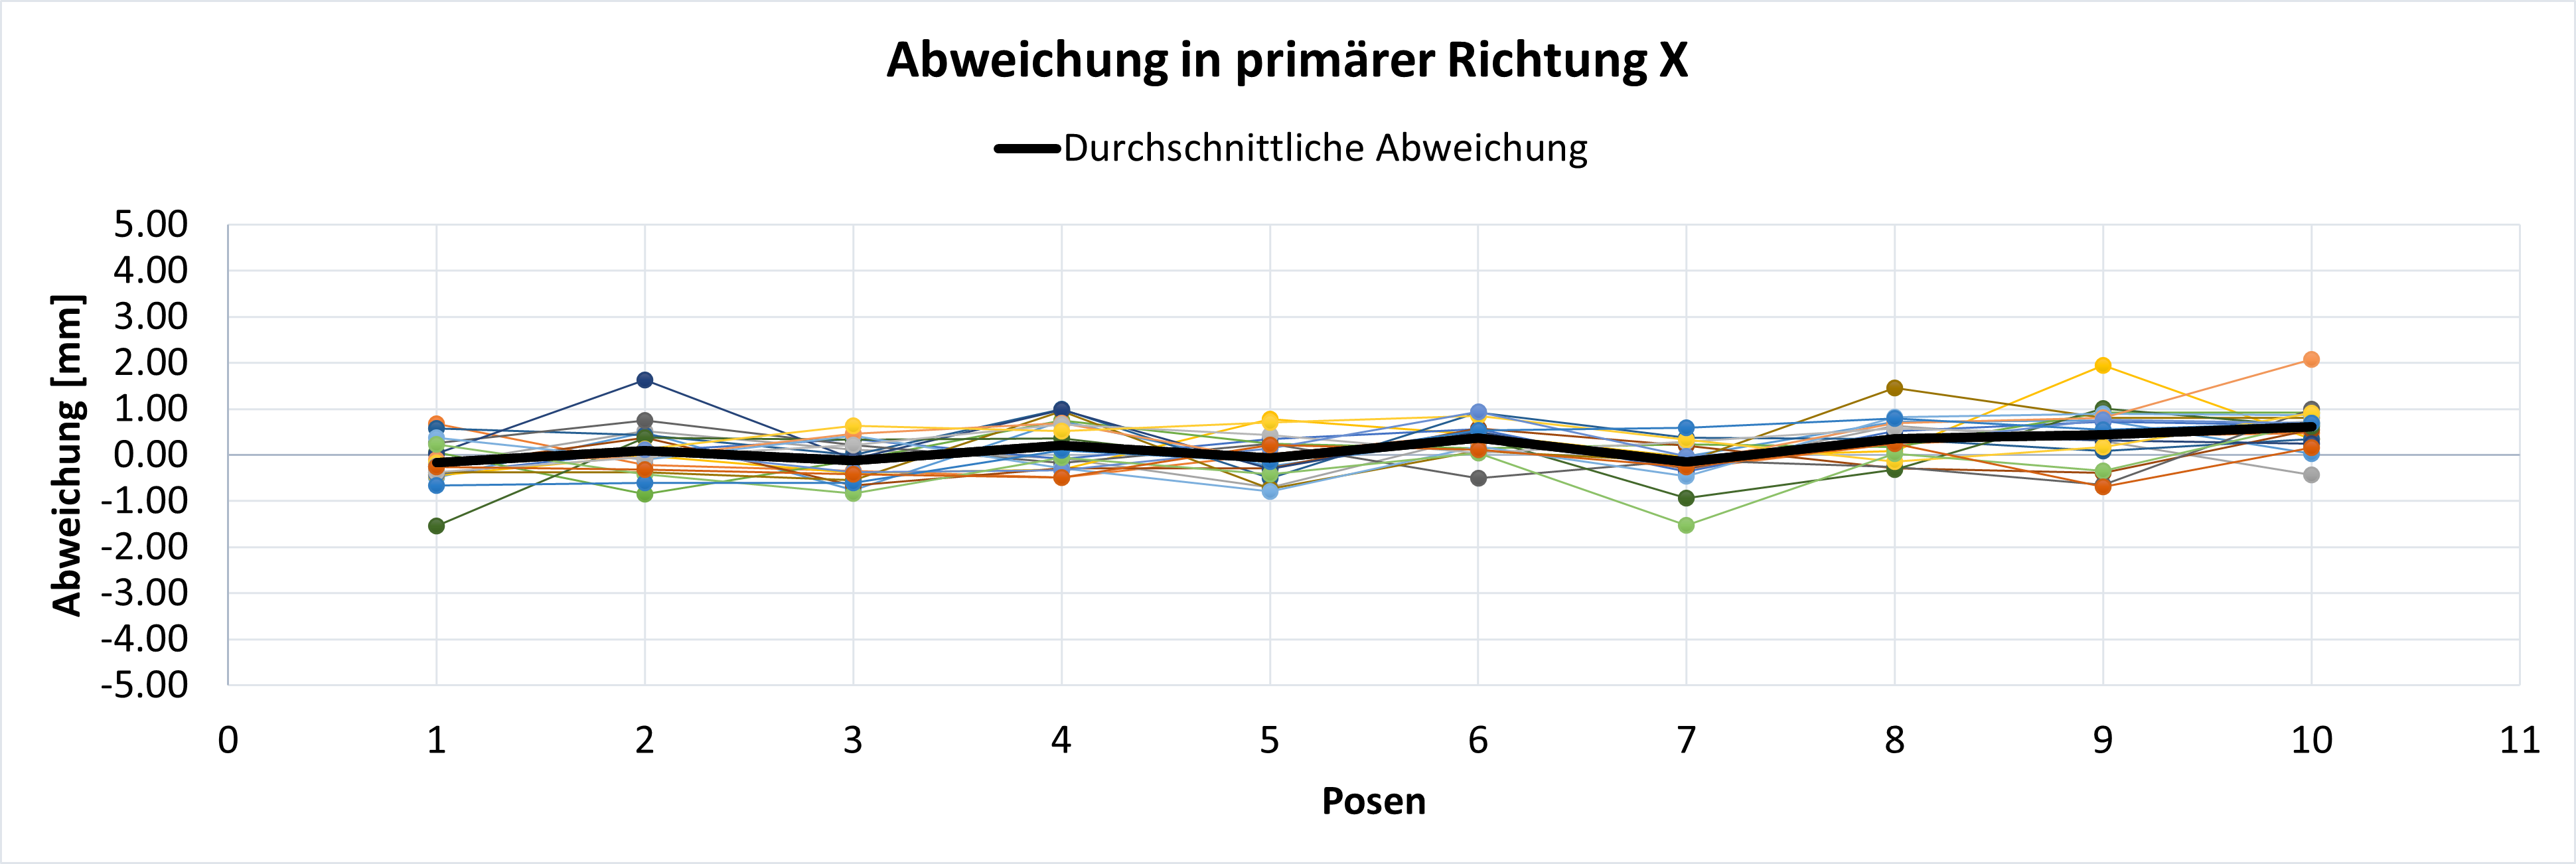 Abweichung in primärer Richtung X
Durchschnittliche Abweichung
Abweichung [mm]
5.00
4.00
3.00
2.00
1.00
0.00
-1.00
-2.00
-3.00
-4.00
-5.00
0 1 2 3 4 5 6 7 8 9 10 11
Posen